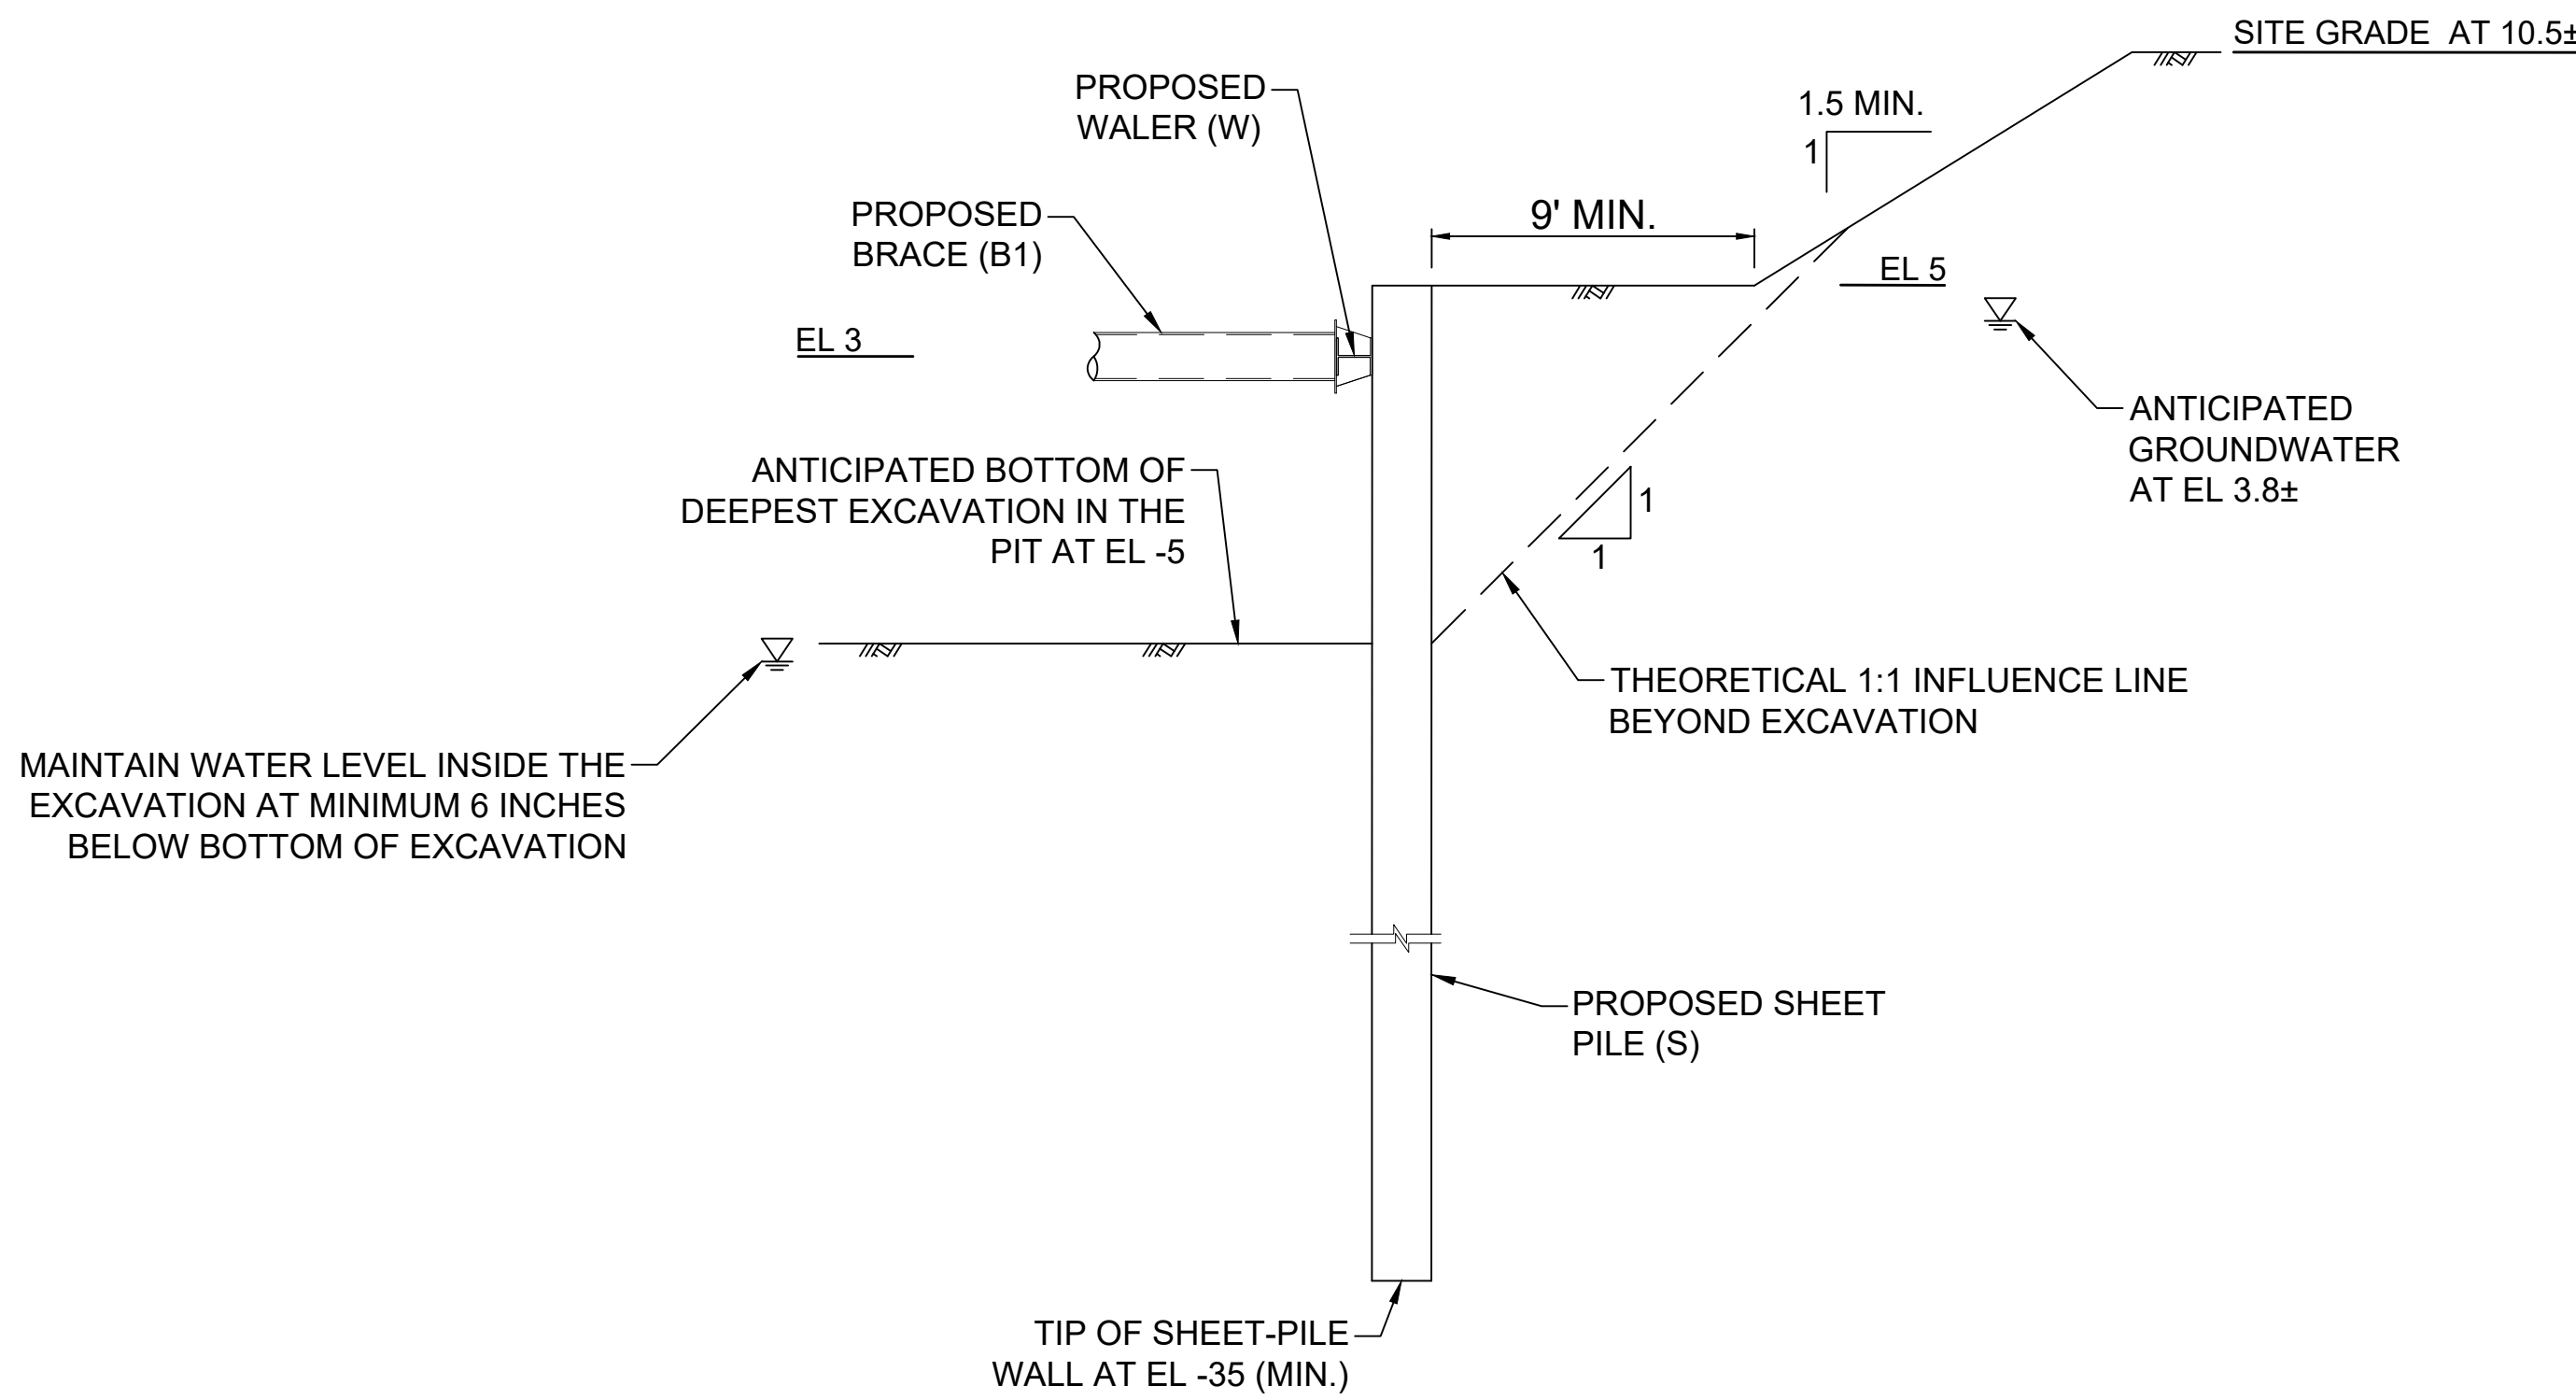 SITE GRADE  AT 10.5±
PROPOSED
WALER (W)
1.5 MIN.
1
PROPOSED
BRACE (B1)
9' MIN.
EL 5
EL 3
ANTICIPATED
GROUNDWATER
AT EL 3.8±
ANTICIPATED BOTTOM OF
DEEPEST EXCAVATION IN THE
PIT AT EL -5
1
1
THEORETICAL 1:1 INFLUENCE LINE
BEYOND EXCAVATION
MAINTAIN WATER LEVEL INSIDE THE
EXCAVATION AT MINIMUM 6 INCHES
BELOW BOTTOM OF EXCAVATION
PROPOSED SHEET
PILE (S)
TIP OF SHEET-PILE
WALL AT EL -35 (MIN.)